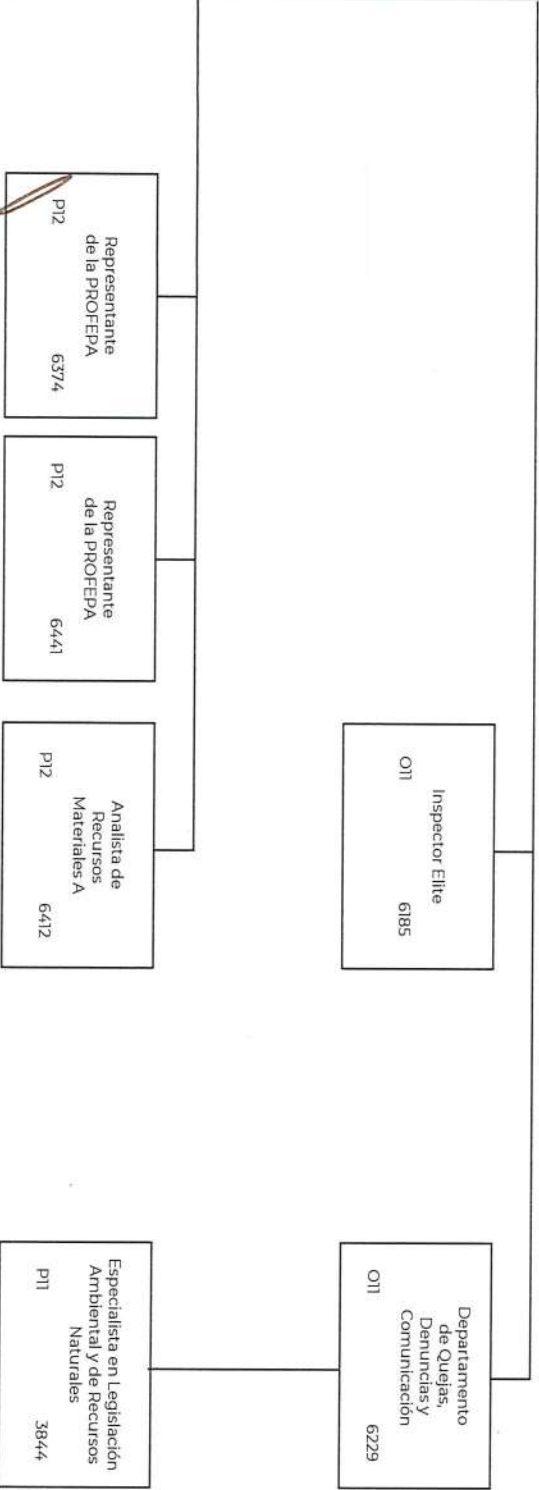 Inspector Elite
O11 6185
Departamento
de Quejas,
Denuncias y
Comunicación
O11 6229
Representante
de la PROFEPA
P12 6374
Representante
de la PROFEPA
P12 6441
Analista de
Recursos
Materiales A
P12 6412
Especialista en Legislación
Ambiental y de Recursos
Naturales
P11 3844